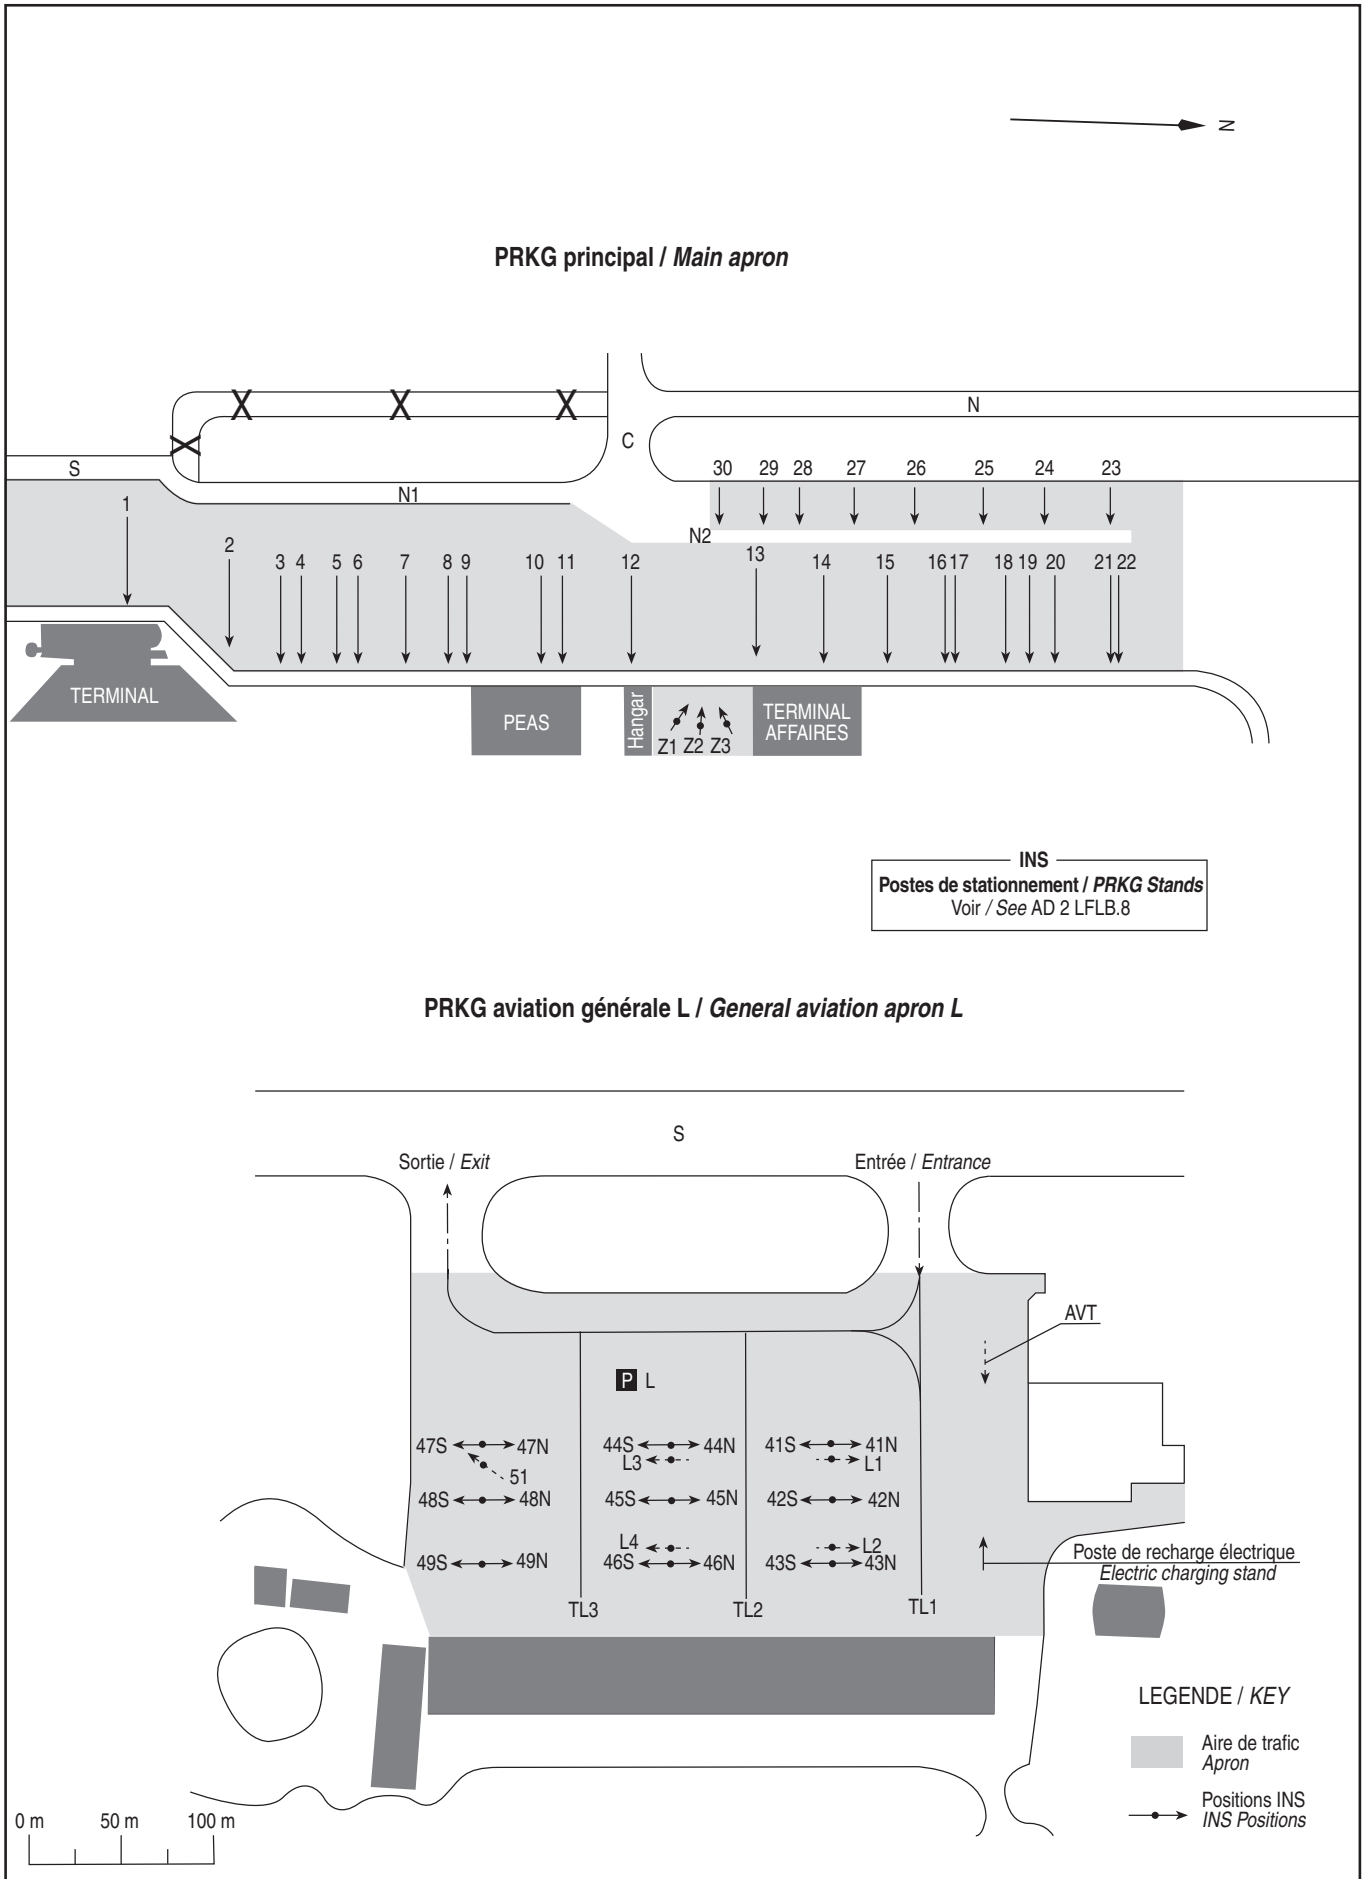 N
PRKG principal / Main apron
N
C
S
30 29 28 27 26 25 24 23
N1
1
N2
2
13
3 4 5 6 7 8 9 10 11 12 14 15 16 17 18 19 20 21 22
TERMINAL
PEAS
Hangar
Z1 Z2 Z3
TERMINAL
AFFAIRES
INS
Postes de stationnement / PRKG Stands
Voir / See AD 2 LFLB.8
PRKG aviation générale L / General aviation apron L
S
Sortie / Exit
Entrée / Entrance
AVT
P L
47S 47N 44S 44N 41S 41N
L3 L1
51
48S 48N 45S 45N 42S 42N
L4 L2
49S 49N 46S 46N 43S 43N
Poste de recharge électrique
Electric charging stand
TL3 TL2 TL1
LEGENDE / KEY
Aire de trafic
Apron
Positions INS
INS Positions
0 m 50 m 100 m